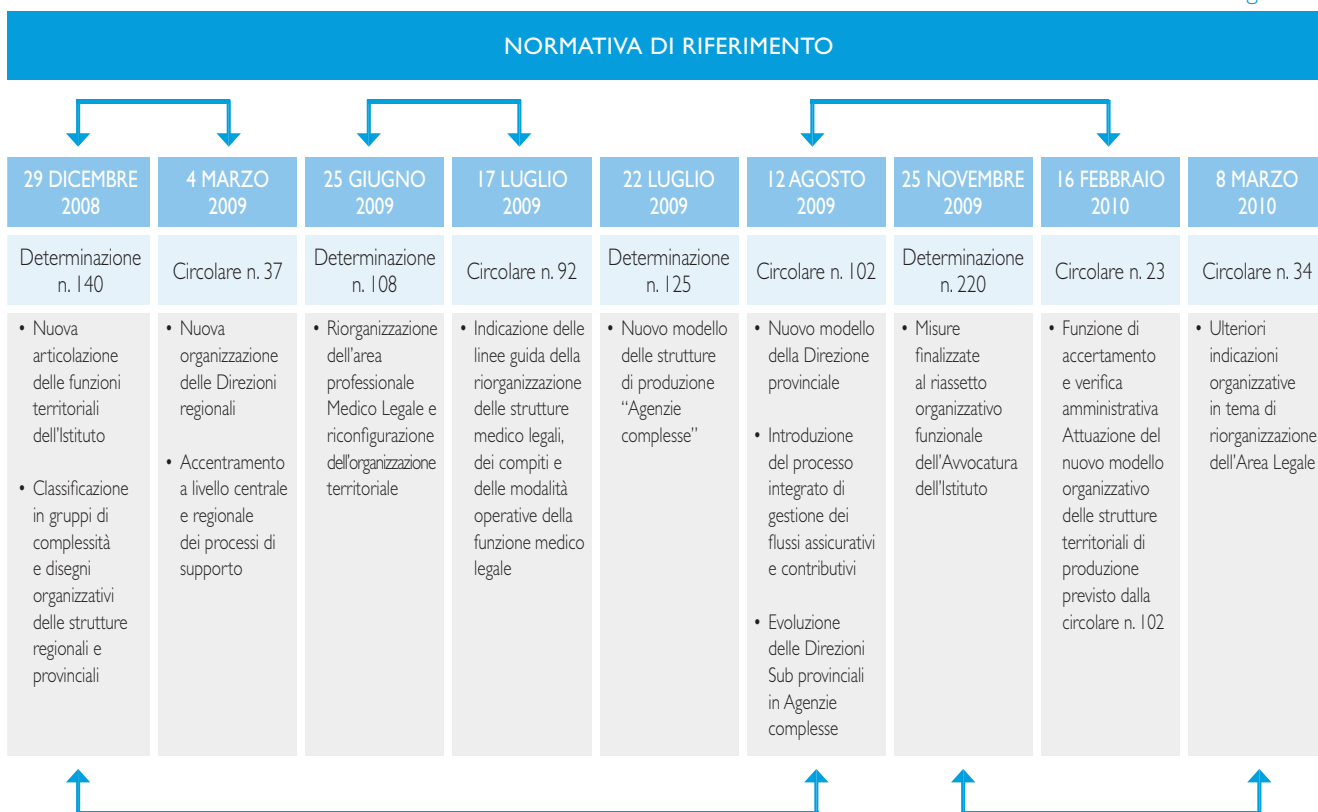 NORMATIVA DI RIFERIMENTO
29 DICEMBRE
2008
Determinazione
n. 140
• Nuova
articolazione
delle funzioni
territoriali
dell'Istituto
• Classificazione
in gruppi di
complessità
e disegni
organizzativi
delle strutture
regionali e
provinciali
4 MARZO
2009
Circolare n. 37
• Nuova
organizzazione
delle Direzioni
regionali
• Accentramento
a livello centrale
e regionale
dei processi di
supporto
25 GIUGNO
2009
Determinazione
n. 108
• Riorganizzazione
dell'area
professionale
Medico Legale e
riconfigurazione
dell'organizzazione
territoriale
17 LUGLIO
2009
Circolare n. 92
• Indicazione delle
linee guida della
riorganizzazione
delle strutture
medico legali,
dei compiti e
delle modalità
operative della
funzione medico
legale
22 LUGLIO
2009
Determinazione
n. 125
• Nuovo modello
delle strutture
di produzione
“Agenzie
complesse”
12 AGOSTO
2009
Circolare n. 102
• Nuovo modello
della Direzione
provinciale
• Introduzione
del processo
integrato di
gestione dei
flussi assicurativi
e contributivi
• Evoluzione
delle Direzioni
Sub provinciali
in Agenzie
complesse
25 NOVEMBRE
2009
Determinazione
n. 220
• Misure
finalizzate
al riassetto
organizzativo
funzionale
dell'Avvocatura
dell'Istituto
16 FEBBRAIO
2010
Circolare n. 23
• Funzione di
accertamento
e verifica
amministrativa
Attuazione del
nuovo modello
organizzativo
delle strutture
territoriali di
produzione
previsto dalla
circolare n. 102
8 MARZO
2010
Circolare n. 34
• Ulteriori
indicazioni
organizzative
in tema di
riorganizzazione
dell'Area Legale